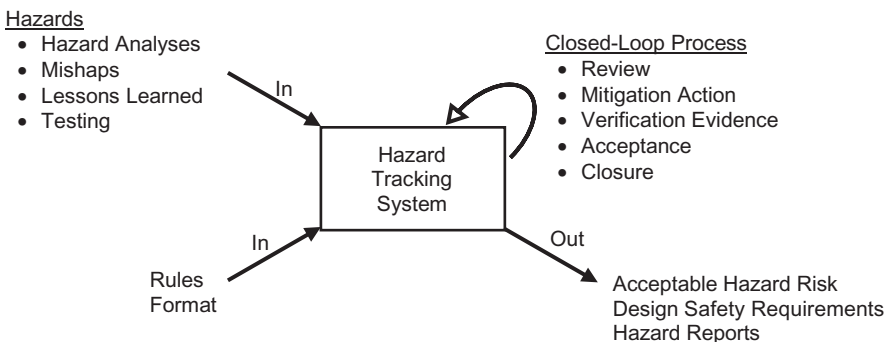 Hazards
• Hazard Analyses
• Mishaps
• Lessons Learned
• Testing
In
Closed-Loop Process
• Review
• Mitigation Action
• Verification Evidence
• Acceptance
• Closure
Hazard
Tracking
System
In
Rules
Format
Out
Acceptable Hazard Risk
Design Safety Requirements
Hazard Reports